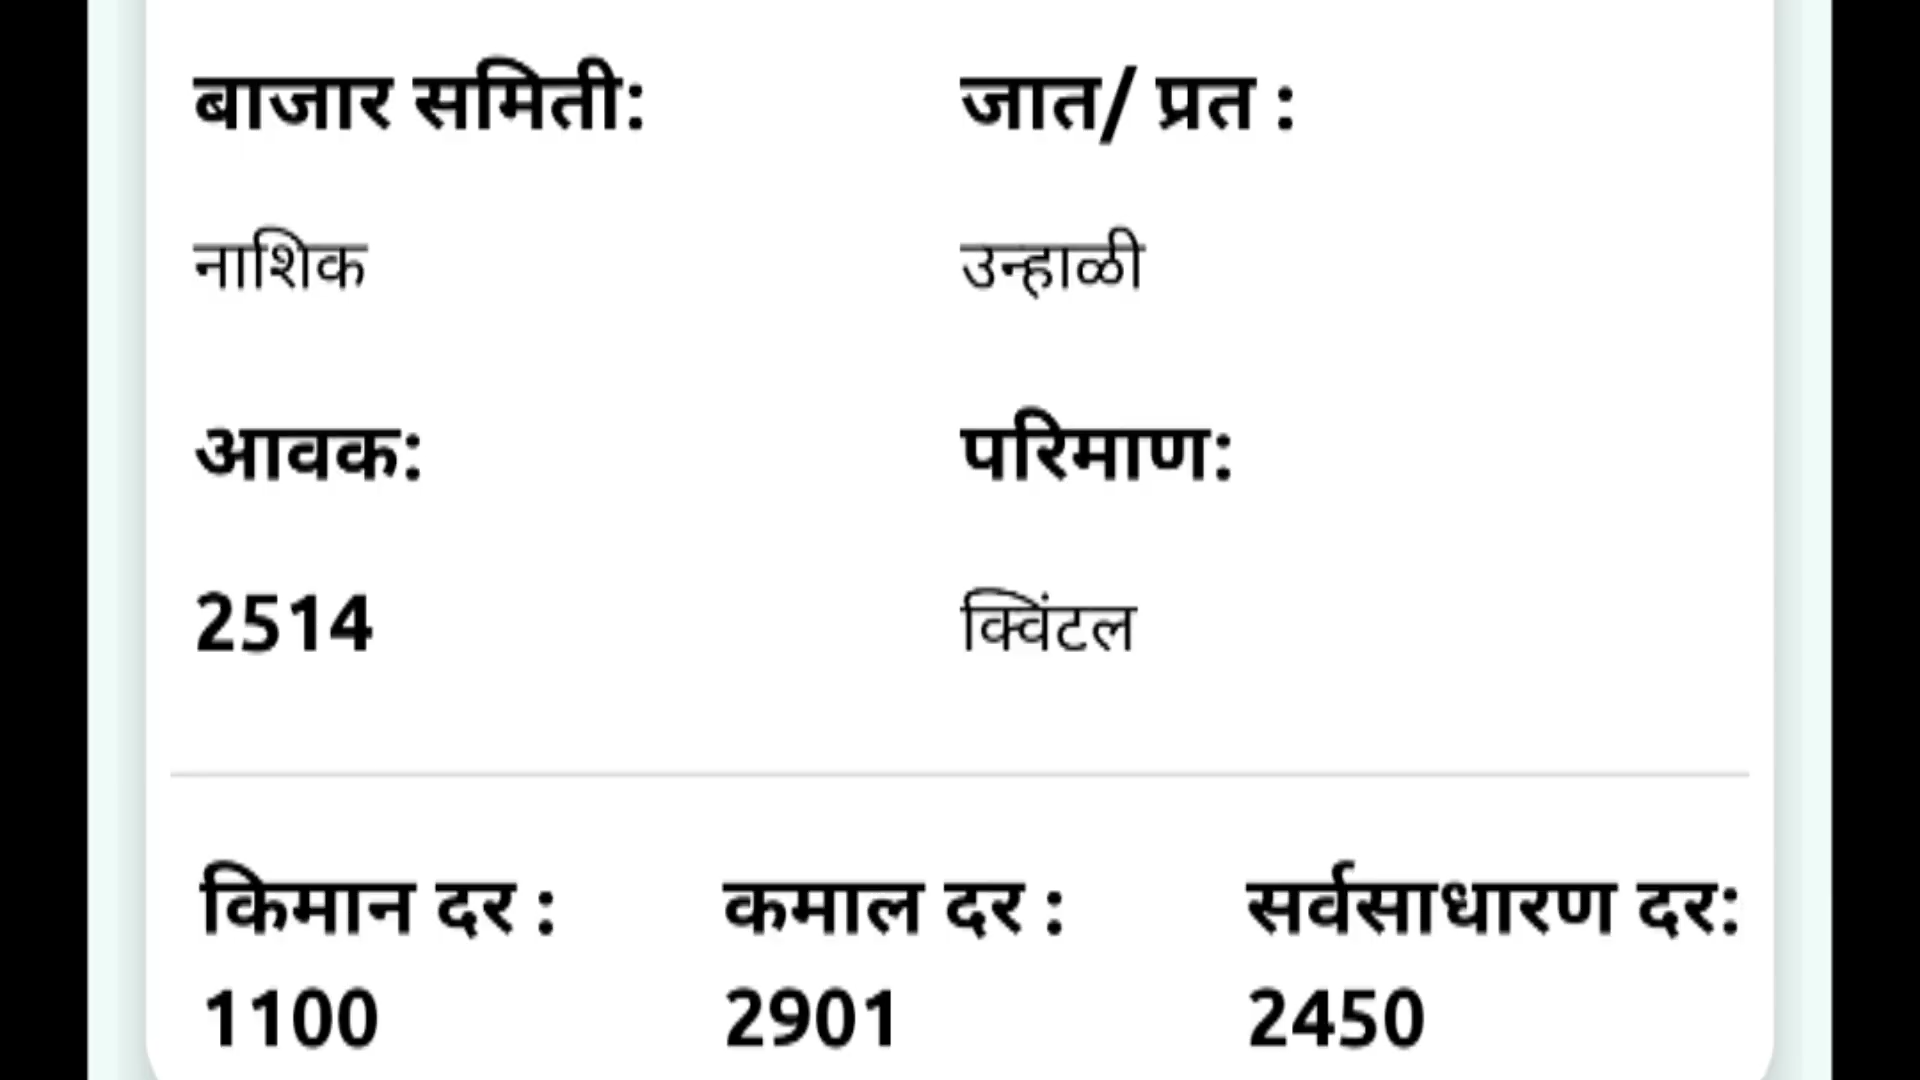 बाजार समिती: जात/ प्रत :
नाशिक उन्हाळी
आवक: परिमाण:
2514 क्विंटल
किमान दर : कमाल दर : सर्वसाधारण दर:
1100 2901 2450